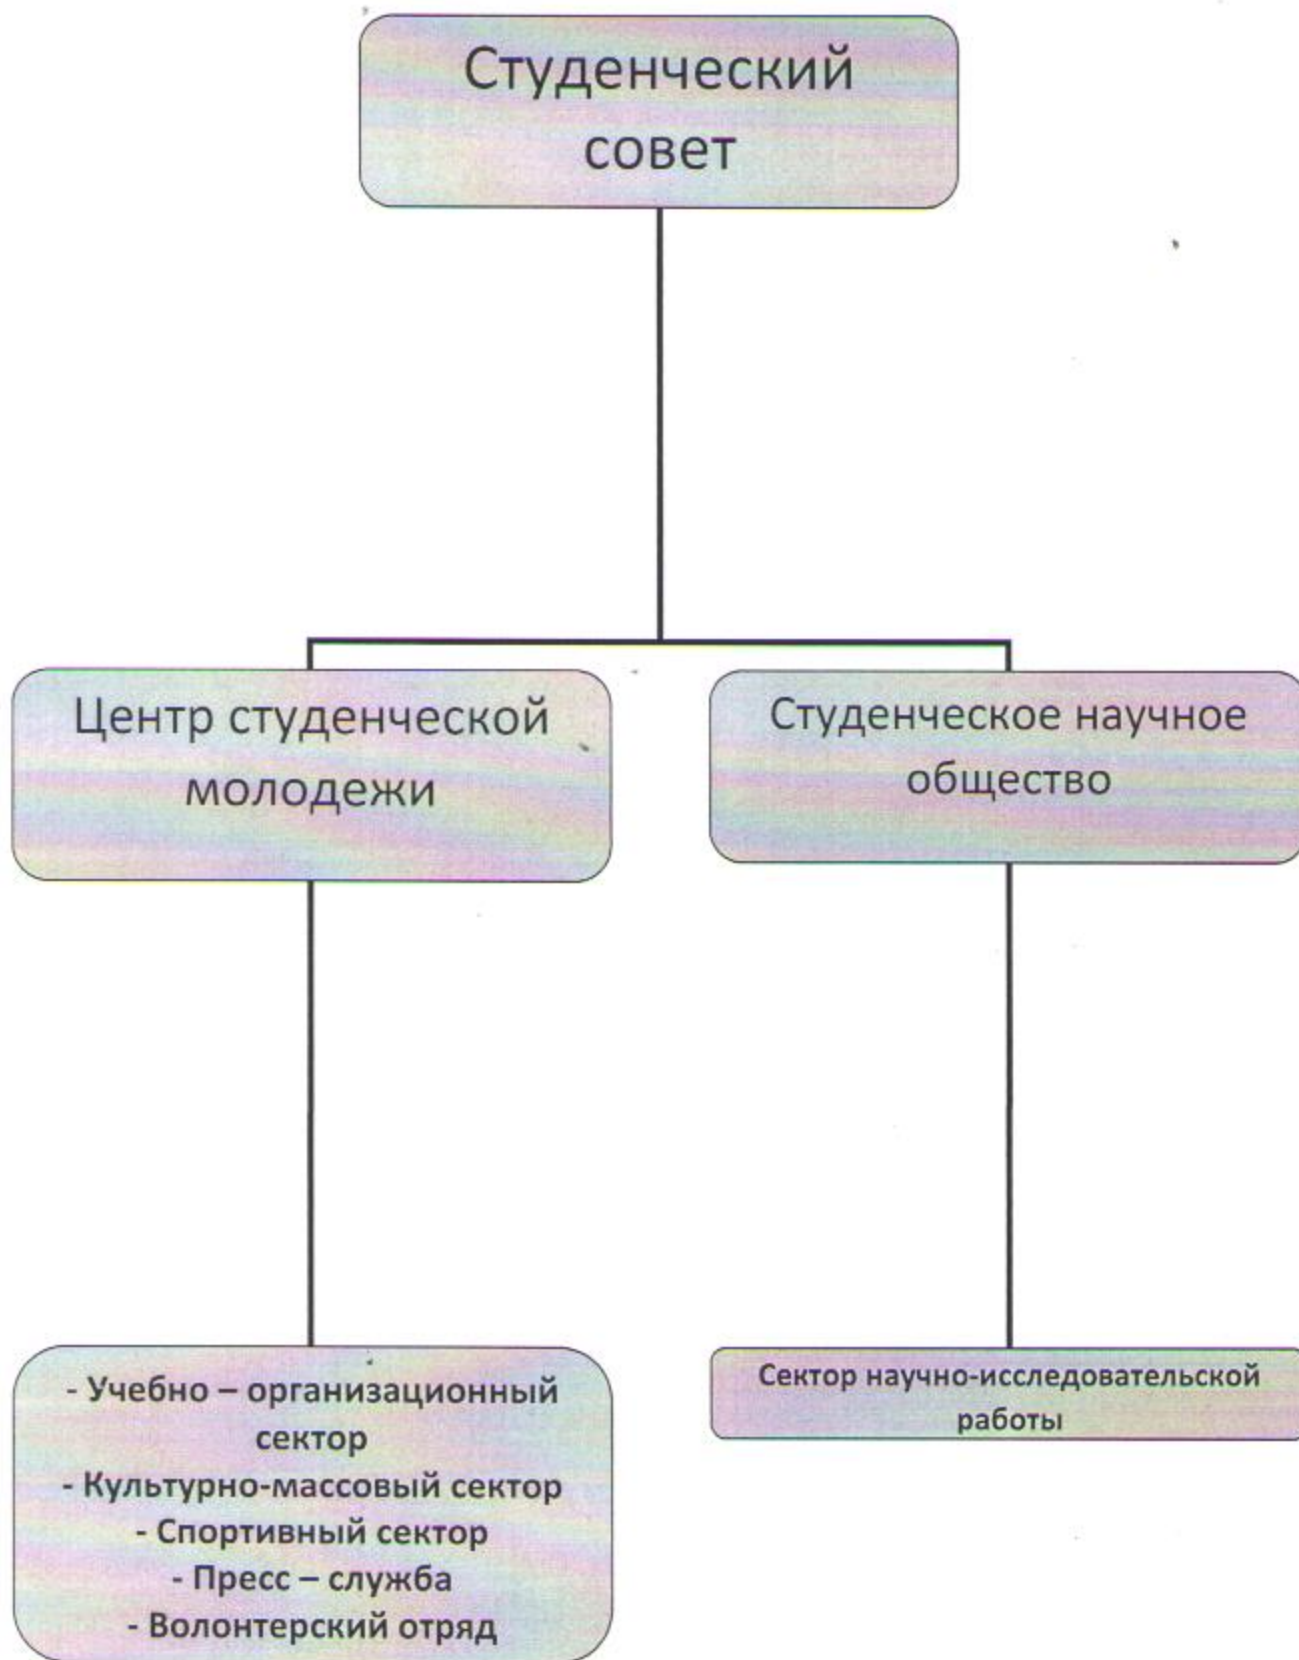 Студенческий
совет
Центр студенческой
молодежи
Студенческое научное
общество
- Учебно – организационный
сектор
- Культурно-массовый сектор
- Спортивный сектор
- Пресс – служба
- Волонтерский отряд
Сектор научно-исследовательской
работы